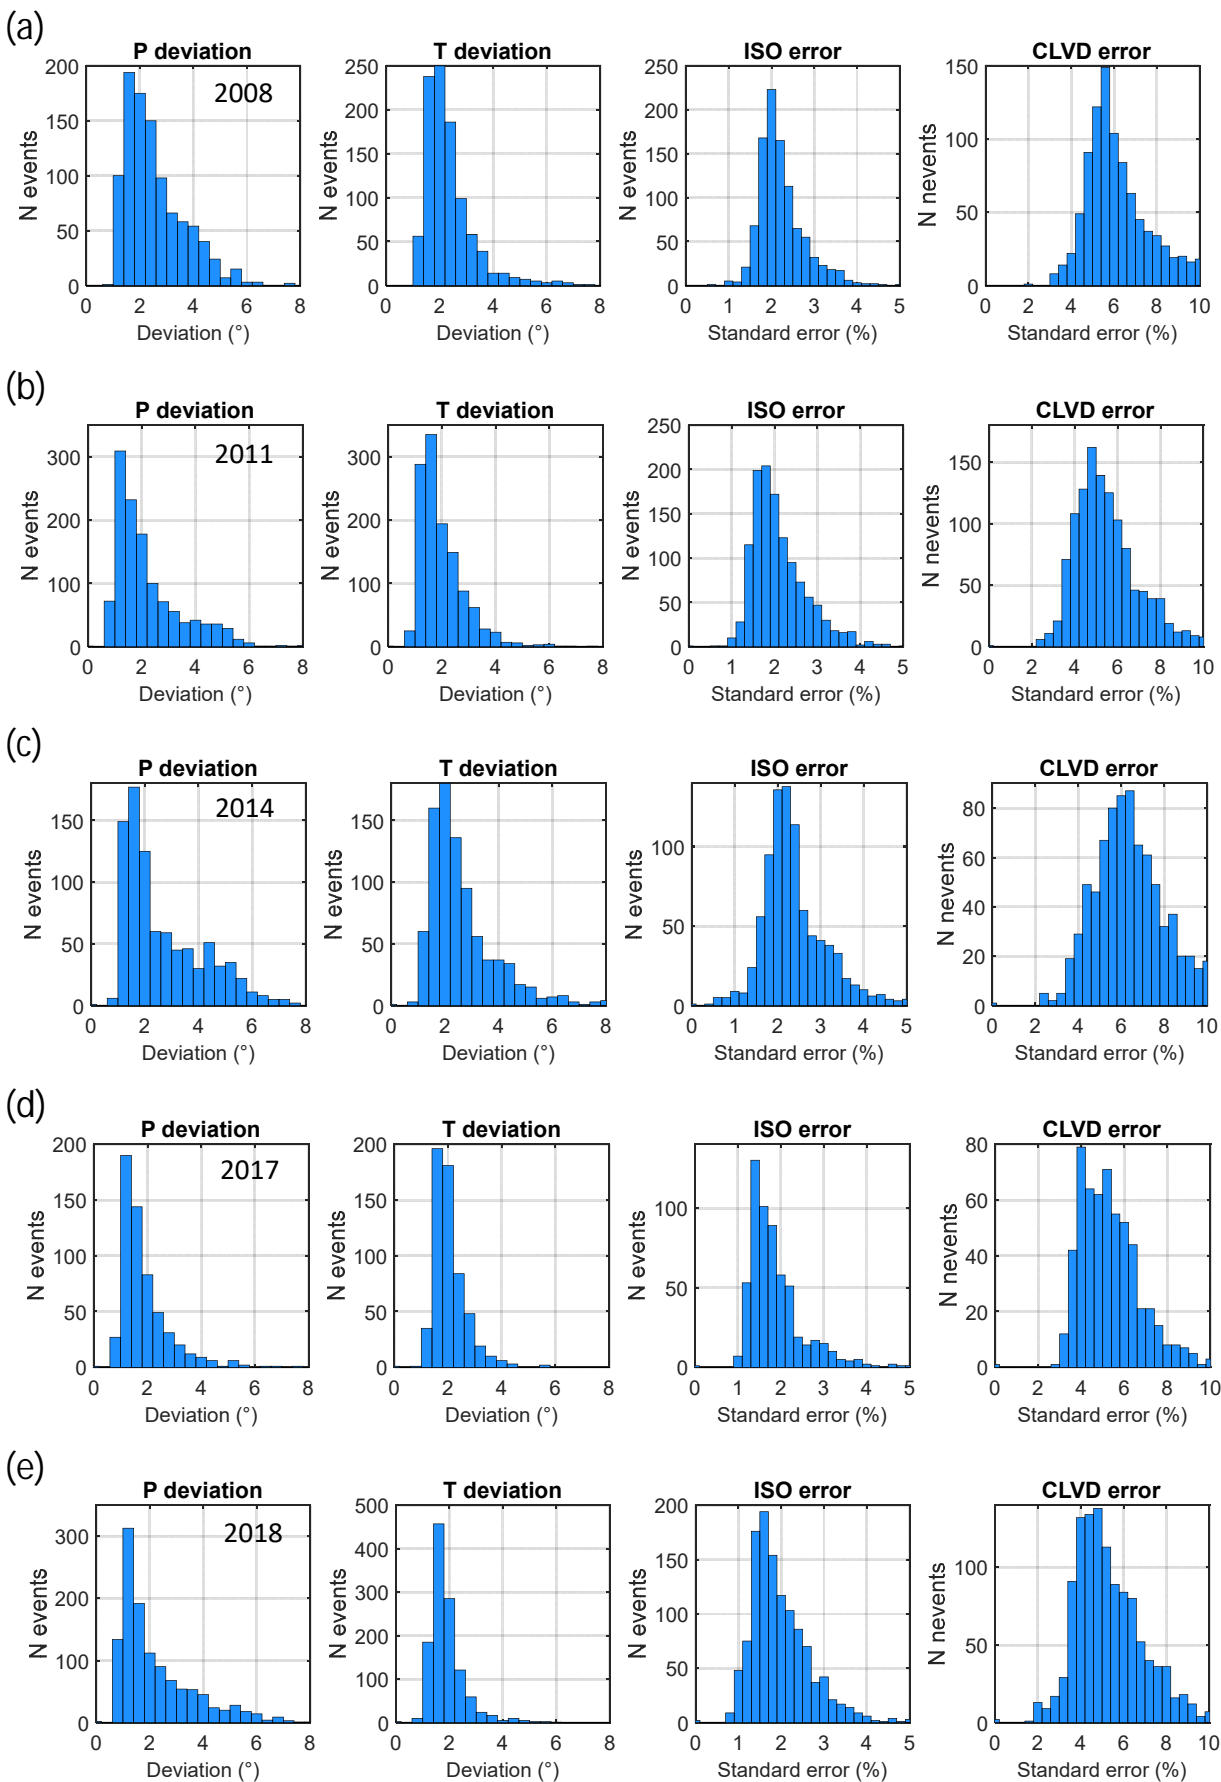 (a)
P deviation T deviation ISO error CLVD error
200 250 250 150
2008
150 200 200
100 150 150 100
100 100 50
50 50 50
0 0 0 0
0 2 4 6 8 0 2 4 6 8 0 1 2 3 4 5 0 2 4 6 8 10
N events N events N events N nevents
Deviation (°) Deviation (°) Standard error (%) Standard error (%)
(b)
P deviation T deviation ISO error CLVD error
2011
300 300 250 150
200 200 200 100
100 100 150 50
0 0 100 0
50
0
0 2 4 6 8 0 2 4 6 8 0 1 2 3 4 5 0 2 4 6 8 10
N events N events N events N nevents
Deviation (°) Deviation (°) Standard error (%) Standard error (%)
(c)
P deviation T deviation ISO error CLVD error
2014
150 150 100 80
100 100 50 60
50 50 0 40
0 0 20
0
0 2 4 6 8 0 2 4 6 8 0 1 2 3 4 5 0 2 4 6 8 10
N events N events N events N nevents
Deviation (°) Deviation (°) Standard error (%) Standard error (%)
(d)
P deviation T deviation ISO error CLVD error
2017
200 200 100 80
150 150 50 60
100 100 0 40
50 50 20
0 0 0
0 2 4 6 8 0 2 4 6 8 0 1 2 3 4 5 0 2 4 6 8 10
N events N events N events N nevents
Deviation (°) Deviation (°) Standard error (%) Standard error (%)
(e)
P deviation T deviation ISO error CLVD error
2018
300 500 200 100
200 400 150 50
100 300 100 0
0 200 50
100 0
0
0 2 4 6 8 0 2 4 6 8 0 1 2 3 4 5 0 2 4 6 8 10
N events N events N events N nevents
Deviation (°) Deviation (°) Standard error (%) Standard error (%)